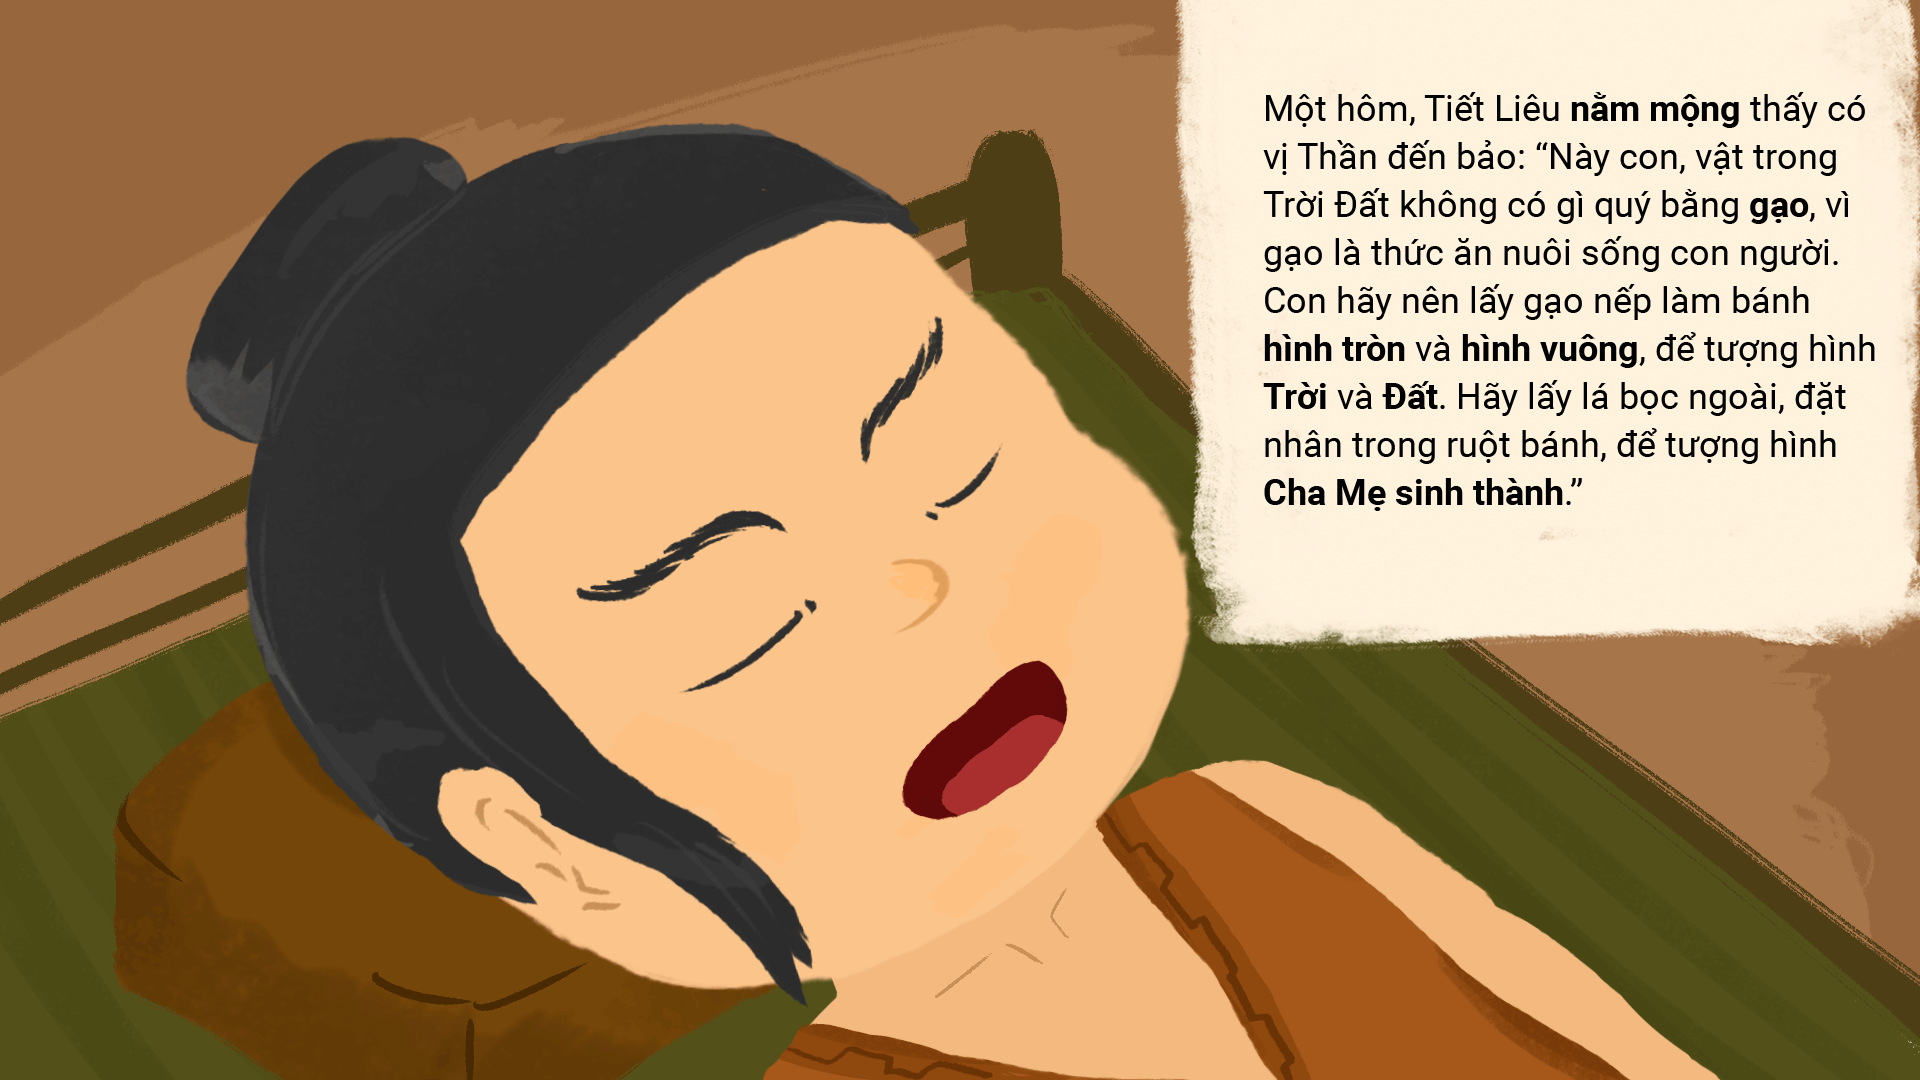 Một hôm, Tiết Liêu nằm mộng thấy có
vị Thần đến bảo: “Này con, vật trong
Trời Đất không có gì quý bằng gạo, vì
gạo là thức ăn nuôi sống con người.
Con hãy nên lấy gạo nếp làm bánh
hình tròn và hình vuông, để tượng hình
Trời và Đất. Hãy lấy lá bọc ngoài, đặt
nhân trong ruột bánh, để tượng hình
Cha Mẹ sinh thành.”